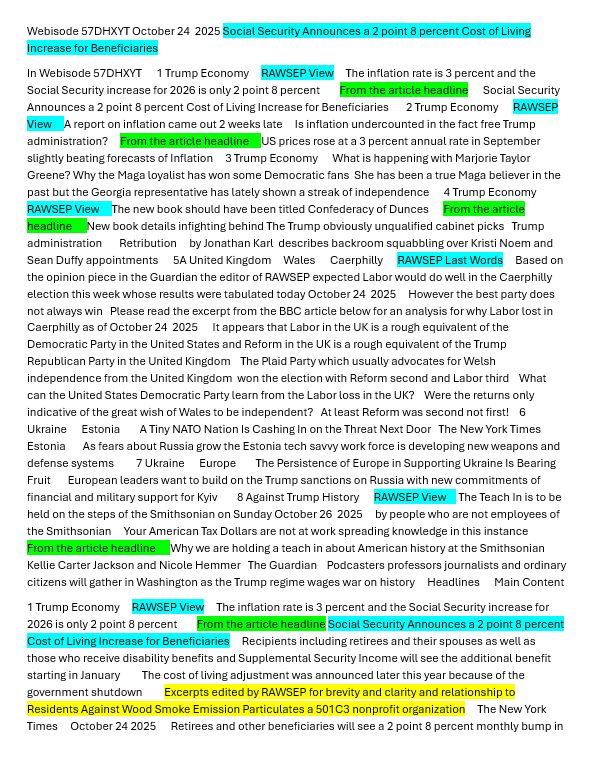 Webisode 57DHXYT October 24 2025 Social Security Announces a 2 point 8 percent Cost of Living
Increase for Beneficiaries
In Webisode 57DHXYT 1 Trump Economy RAWSEP View The inflation rate is 3 percent and the
Social Security increase for 2026 is only 2 point 8 percent From the article headline Social Security
Announces a 2 point 8 percent Cost of Living Increase for Beneficiaries 2 Trump Economy RAWSEP
View A report on inflation came out 2 weeks late Is inflation undercounted in the fact free Trump
administration? From the article headline US prices rose at a 3 percent annual rate in September
slightly beating forecasts of Inflation 3 Trump Economy What is happening with Marjorie Taylor
Greene? Why the Maga loyalist has won some Democratic fans She has been a true Maga believer in the
past but the Georgia representative has lately shown a streak of independence 4 Trump Economy
RAWSEP View The new book should have been titled Confederacy of Dunces From the article
headline New book details infighting behind The Trump obviously unqualified cabinet picks Trump
administration Retribution by Jonathan Karl describes backroom squabbling over Kristi Noem and
Sean Duffy appointments 5A United Kingdom Wales Caerphilly RAWSEP Last Words Based on
the opinion piece in the Guardian the editor of RAWSEP expected Labor would do well in the Caerphilly
election this week whose results were tabulated today October 24 2025 However the best party does
not always win Please read the excerpt from the BBC article below for an analysis for why Labor lost in
Caerphilly as of October 24 2025 It appears that Labor in the UK is a rough equivalent of the
Democratic Party in the United States and Reform in the UK is a rough equivalent of the Trump
Republican Party in the United Kingdom The Plaid Party which usually advocates for Welsh
independence from the United Kingdom won the election with Reform second and Labor third What
can the United States Democratic Party learn from the Labor loss in the UK? Were the returns only
indicative of the great wish of Wales to be independent? At least Reform was second not first! 6
Ukraine Estonia A Tiny NATO Nation Is Cashing In on the Threat Next Door The New York Times
Estonia As fears about Russia grow the Estonia tech savvy work force is developing new weapons and
defense systems 7 Ukraine Europe The Persistence of Europe in Supporting Ukraine Is Bearing
Fruit European leaders want to build on the Trump sanctions on Russia with new commitments of
financial and military support for Kyiv 8 Against Trump History RAWSEP View The Teach In is to be
held on the steps of the Smithsonian on Sunday October 26 2025 by people who are not employees of
the Smithsonian Your American Tax Dollars are not at work spreading knowledge in this instance
From the article headline Why we are holding a teach in about American history at the Smithsonian
Kellie Carter Jackson and Nicole Hemmer The Guardian Podcasters professors journalists and ordinary
citizens will gather in Washington as the Trump regime wages war on history Headlines Main Content
1 Trump Economy RAWSEP View The inflation rate is 3 percent and the Social Security increase for
2026 is only 2 point 8 percent From the article headline Social Security Announces a 2 point 8 percent
Cost of Living Increase for Beneficiaries Recipients including retirees and their spouses as well as
those who receive disability benefits and Supplemental Security Income will see the additional benefit
starting in January The cost of living adjustment was announced later this year because of the
government shutdown Excerpts edited by RAWSEP for brevity and clarity and relationship to
Residents Against Wood Smoke Emission Particulates a 501C3 nonprofit organization The New York
Times October 24 2025 Retirees and other beneficiaries will see a 2 point 8 percent monthly bump in